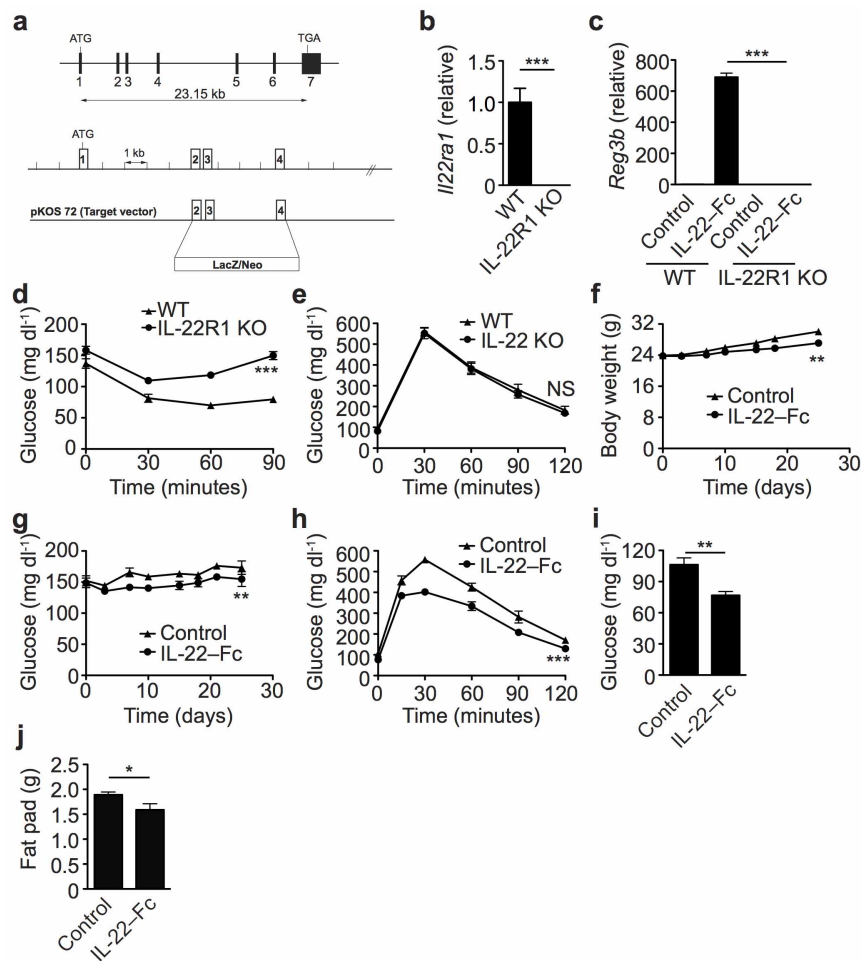 a
ATG
TGA
1 2 3 4 5 6 7
23.15 kb
ATG
1 kb
1 2 3 4
pKOS 72 (Target vector)
2 3 4
LacZ/Neo
b
***
Il22ra1 (relative)
1.5
1.0
0.5
0
WT
IL-22R1 KO
c
***
Reg3b (relative)
800
600
400
200
0
Control
IL-22–Fc
Control
IL-22–Fc
WT
IL-22R1 KO
d
WT
IL-22R1 KO
Glucose (mg dl-1)
200
150
100
50
0
***
0 30 60 90
Time (minutes)
e
WT
IL-22 KO
Glucose (mg dl-1)
600
500
400
300
200
100
0
NS
0 30 60 90 120
Time (minutes)
f
Body weight (g)
32
24
16
8
0
**
Control
IL-22–Fc
0 10 20 30
Time (days)
g
Glucose (mg dl-1)
200
150
100
50
0
**
Control
IL-22–Fc
0 10 20 30
Time (days)
h
Control
IL-22–Fc
Glucose (mg dl-1)
600
500
400
300
200
100
0
***
0 30 60 90 120
Time (minutes)
i
**
Glucose (mg dl-1)
120
90
60
30
0
Control
IL-22–Fc
j
*
Fat pad (g)
2.5
2.0
1.5
1.0
0.5
0
Control
IL-22–Fc